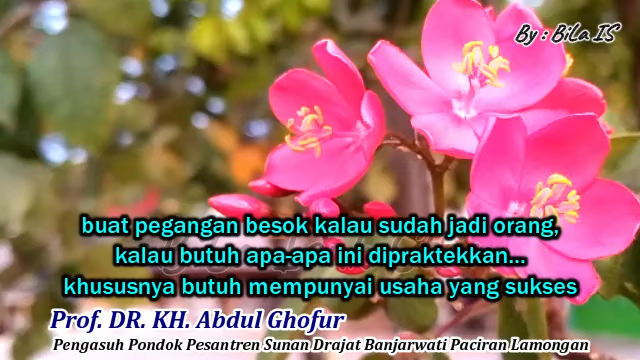 By : BiLa IS
buat pegangan besok kalau sudah jadi orang,
kalau butuh apa-apa ini dipraktekkan...
khususnya butuh mempunyai usaha yang sukses
Prof. DR. KH. Abdul Ghofur
Pengasuh Pondok Pesantren Sunan Drajat Banjarwati Paciran Lamongan